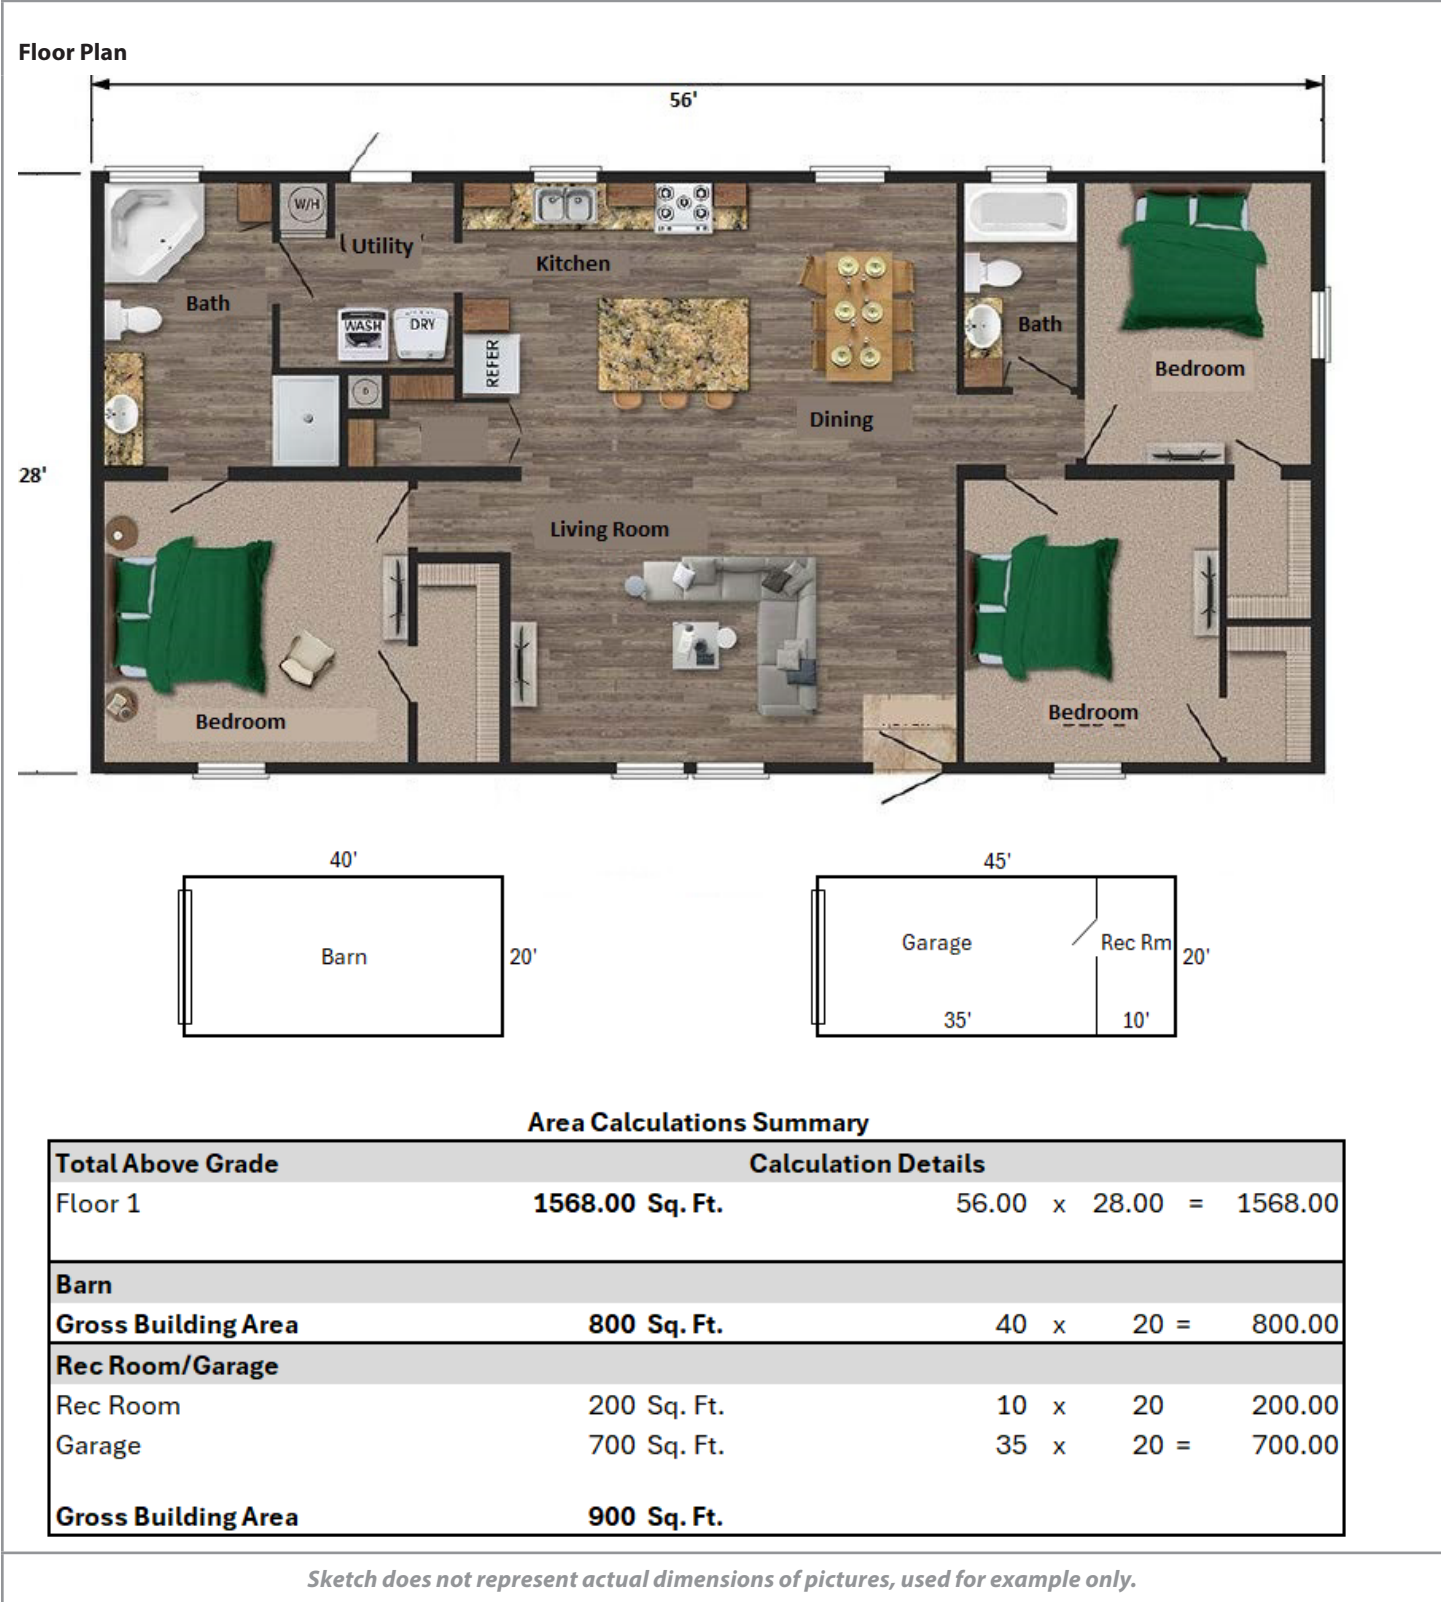 Floor Plan
56'
W/H
Utility
Kitchen
Bath
WASH DRY
REFER
Bath
Bedroom
Dining
28'
Living Room
Bedroom
Bedroom
40'
Barn
20'
45'
Garage
Rec Rm
20'
35'
10'
Area Calculations Summary
Total Above Grade Calculation Details
Floor 1 1568.00 Sq. Ft. 56.00 x 28.00 = 1568.00
Barn
Gross Building Area 800 Sq. Ft. 40 x 20 = 800.00
Rec Room/Garage
Rec Room 200 Sq. Ft. 10 x 20 200.00
Garage 700 Sq. Ft. 35 x 20 = 700.00
Gross Building Area 900 Sq. Ft.
Sketch does not represent actual dimensions of pictures, used for example only.